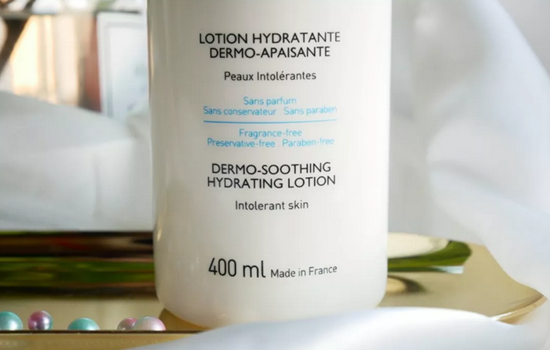 LOTION HYDRATANTE
DERMO-APAISANTE
Peaux Intolérantes
Sans parfum
Sans conservateur . Sans paraben
Fragrance-free
Preservative-free . Paraben-free
DERMO-SOOTHING
HYDRATING LOTION
Intolerant skin
400 ml Made in France